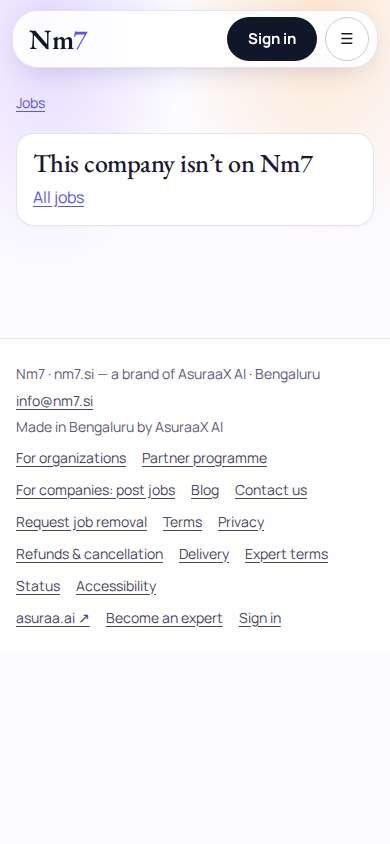 Nm7
Sign in
☰
Jobs
This company isn’t on Nm7
All jobs
Nm7 · nm7.si — a brand of AsuraaX AI · Bengaluru
info@nm7.si
Made in Bengaluru by AsuraaX AI
For organizations Partner programme
For companies: post jobs Blog Contact us
Request job removal Terms Privacy
Refunds & cancellation Delivery Expert terms
Status Accessibility
asuraa.ai ↗ Become an expert Sign in